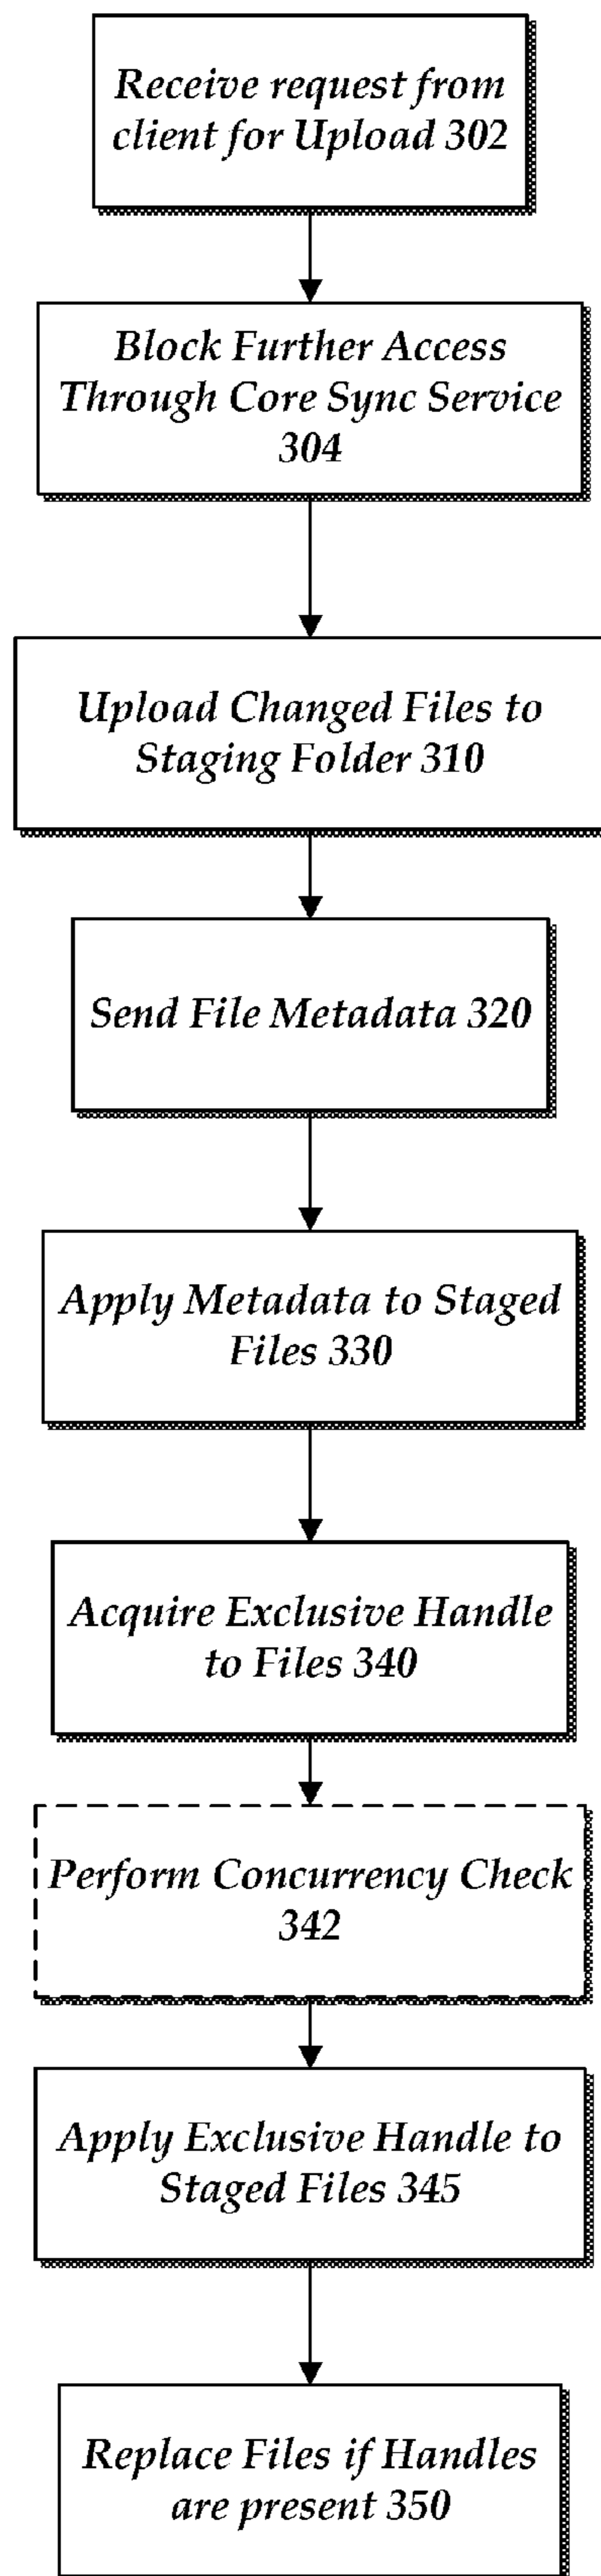 Receive request from
client for Upload 302
Block Further Access
Through Core Sync Service
304
Upload Changed Files to
Staging Folder 310
Send File Metadata 320
Apply Metadata to Staged
Files 330
Acquire Exclusive Handle
to Files 340
Perform Concurrency Check
342
Apply Exclusive Handle to
Staged Files 345
Replace Files if Handles
are present 350